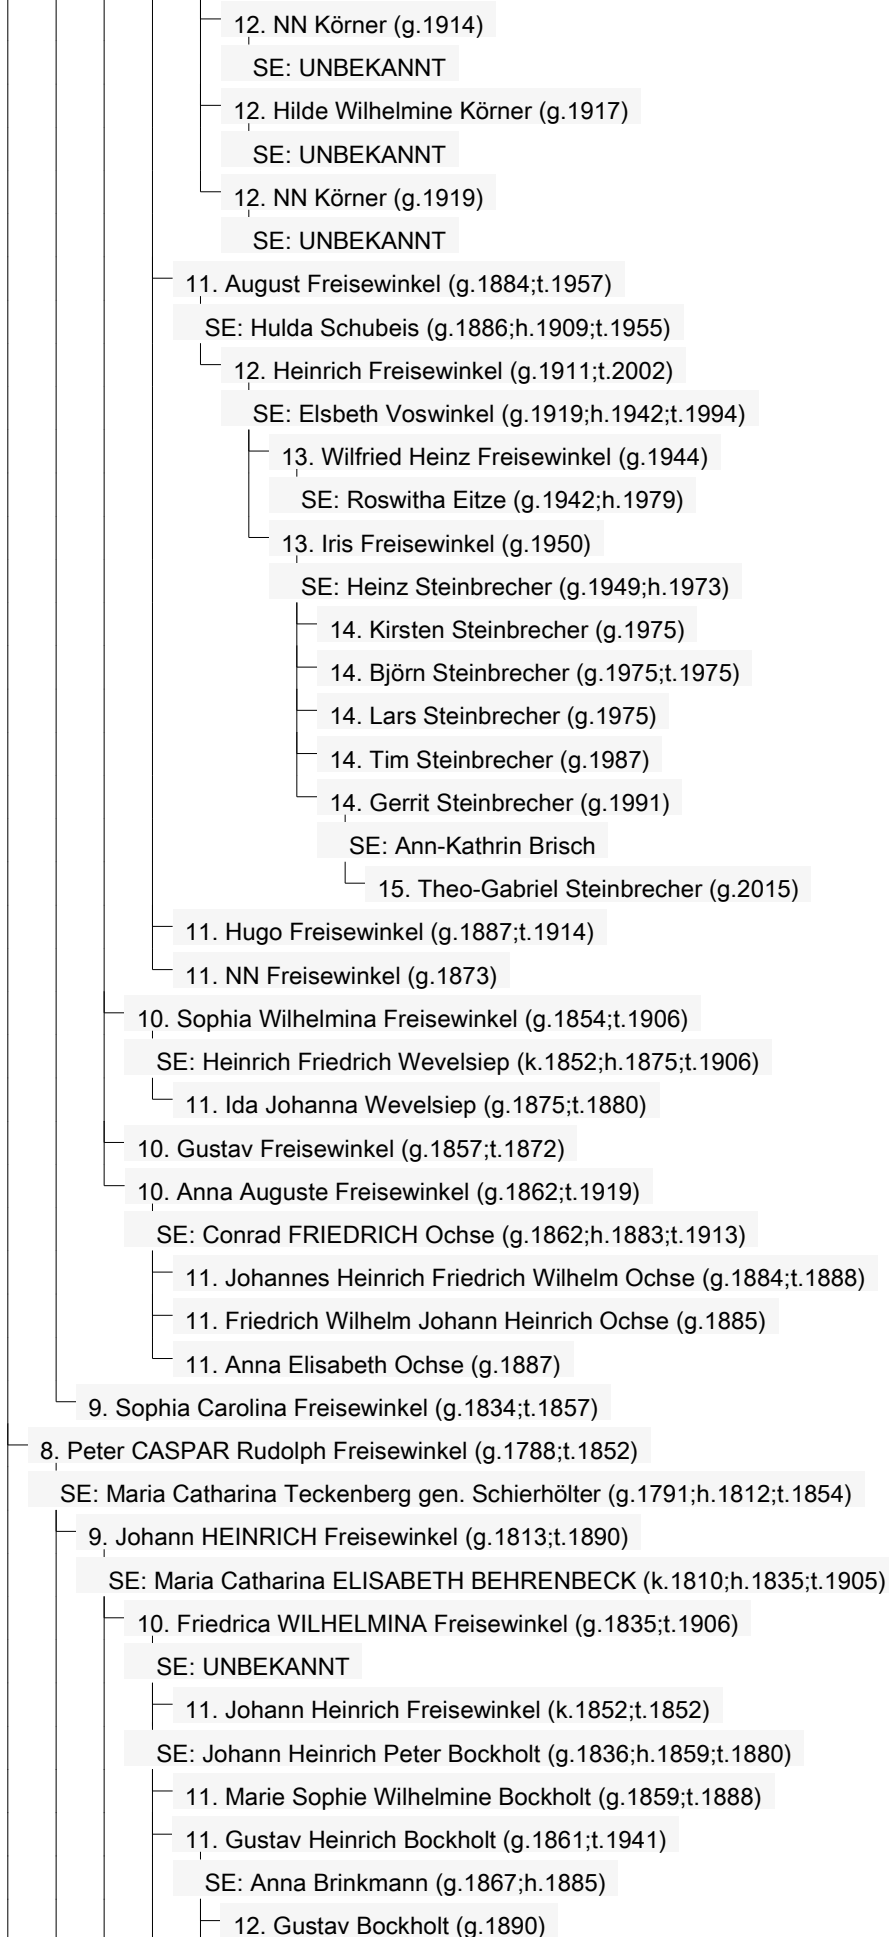 12. NN Körner (g.1914)
SE: UNBEKANNT
12. Hilde Wilhelmine Körner (g.1917)
SE: UNBEKANNT
12. NN Körner (g.1919)
SE: UNBEKANNT
11. August Freisewinkel (g.1884;t.1957)
SE: Hulda Schubeis (g.1886;h.1909;t.1955)
12. Heinrich Freisewinkel (g.1911;t.2002)
SE: Elsbeth Voswinkel (g.1919;h.1942;t.1994)
13. Wilfried Heinz Freisewinkel (g.1944)
SE: Roswitha Eitze (g.1942;h.1979)
13. Iris Freisewinkel (g.1950)
SE: Heinz Steinbrecher (g.1949;h.1973)
14. Kirsten Steinbrecher (g.1975)
14. Björn Steinbrecher (g.1975;t.1975)
14. Lars Steinbrecher (g.1975)
14. Tim Steinbrecher (g.1987)
14. Gerrit Steinbrecher (g.1991)
SE: Ann-Kathrin Brisch
15. Theo-Gabriel Steinbrecher (g.2015)
11. Hugo Freisewinkel (g.1887;t.1914)
11. NN Freisewinkel (g.1873)
10. Sophia Wilhelmina Freisewinkel (g.1854;t.1906)
SE: Heinrich Friedrich Wevelsiep (k.1852;h.1875;t.1906)
11. Ida Johanna Wevelsiep (g.1875;t.1880)
10. Gustav Freisewinkel (g.1857;t.1872)
10. Anna Auguste Freisewinkel (g.1862;t.1919)
SE: Conrad FRIEDRICH Ochse (g.1862;h.1883;t.1913)
11. Johannes Heinrich Friedrich Wilhelm Ochse (g.1884;t.1888)
11. Friedrich Wilhelm Johann Heinrich Ochse (g.1885)
11. Anna Elisabeth Ochse (g.1887)
9. Sophia Carolina Freisewinkel (g.1834;t.1857)
8. Peter CASPAR Rudolph Freisewinkel (g.1788;t.1852)
SE: Maria Catharina Teckenberg gen. Schierhölter (g.1791;h.1812;t.1854)
9. Johann HEINRICH Freisewinkel (g.1813;t.1890)
SE: Maria Catharina ELISABETH BEHRENBECK (k.1810;h.1835;t.1905)
10. Friedrica WILHELMINA Freisewinkel (g.1835;t.1906)
SE: UNBEKANNT
11. Johann Heinrich Freisewinkel (k.1852;t.1852)
SE: Johann Heinrich Peter Bockholt (g.1836;h.1859;t.1880)
11. Marie Sophie Wilhelmine Bockholt (g.1859;t.1888)
11. Gustav Heinrich Bockholt (g.1861;t.1941)
SE: Anna Brinkmann (g.1867;h.1885)
12. Gustav Bockholt (g.1890)